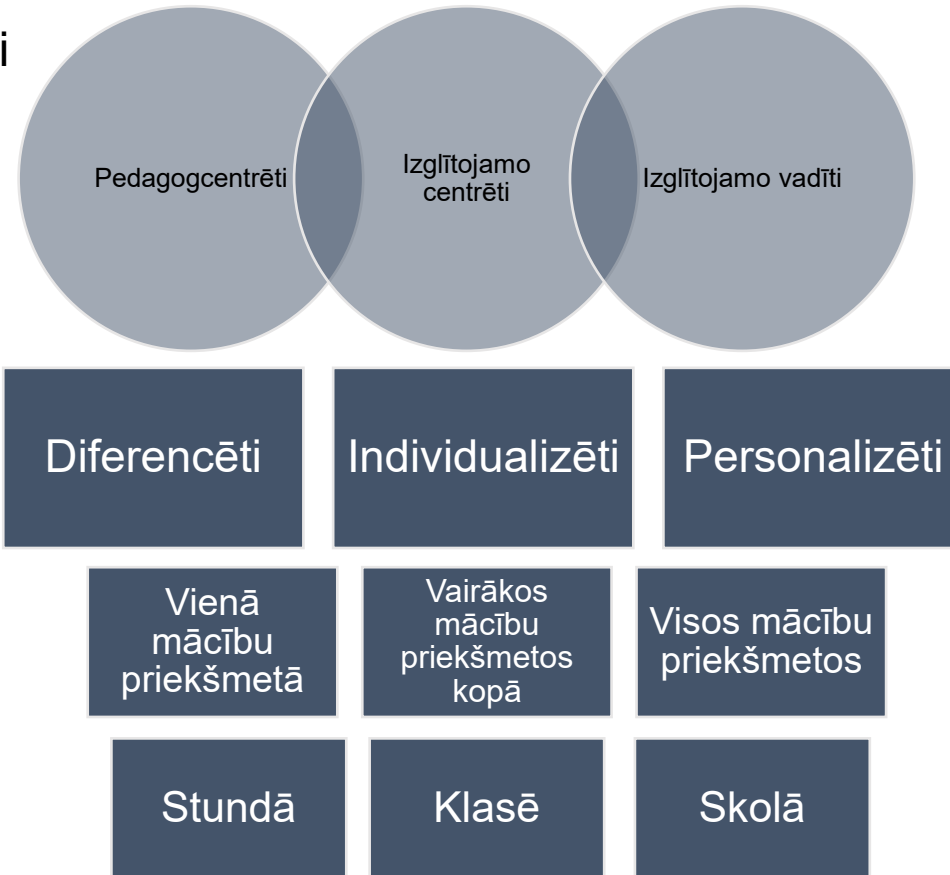 i
Pedagogcentrēti
Izglītojamo
centrēti
Izglītojamo vadīti
Diferencēti
Individualizēti
Personalizēti
Vienā
mācību
priekšmetā
Vairākos
mācību
priekšmetos
kopā
Visos mācību
priekšmetos
Stundā
Klasē
Skolā